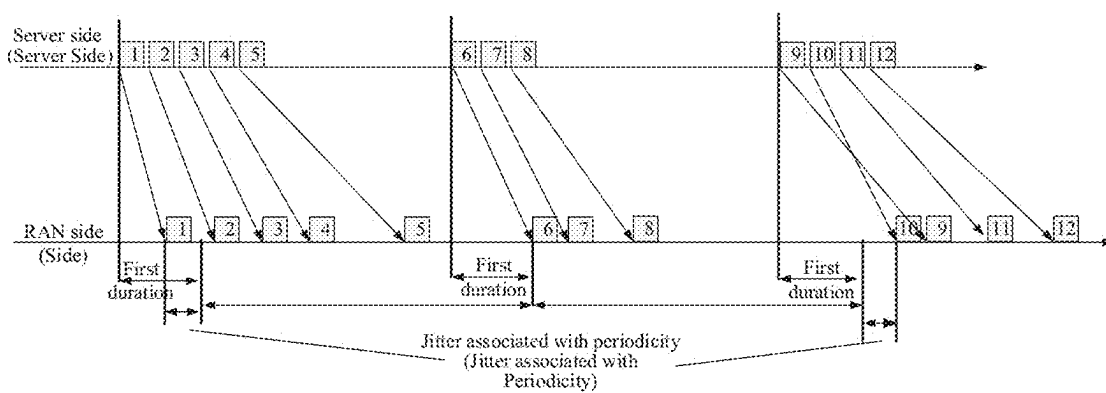 Server side
(Server Side)
1 2 3 4 5 6 7 8 9 10 11 12
RAN side
(Side)
1 2 3 4 5 6 7 8 10 9 11 12
First
duration
First
duration
First
duration
Jitter associated with periodicity
(Jitter associated with
Periodicity)